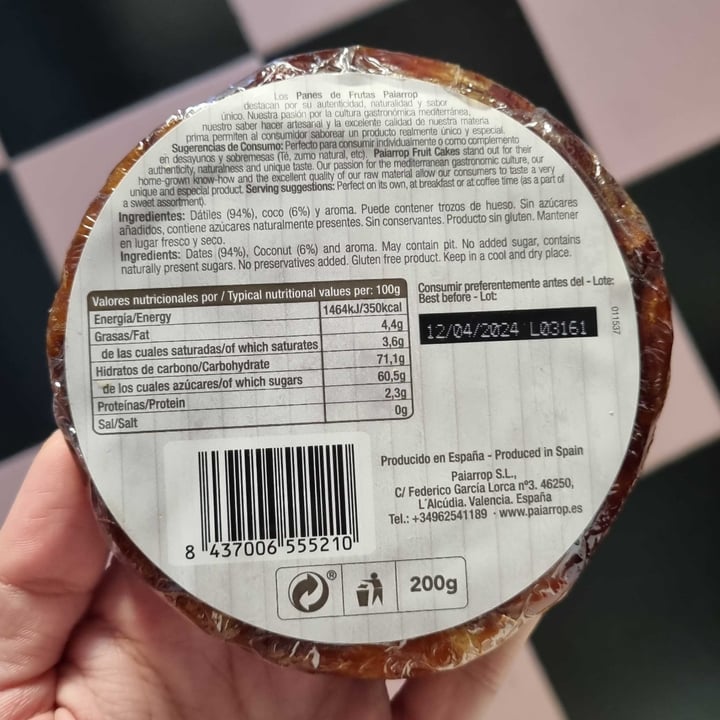 Los Panes de Frutas Paiarrop
destacan por su autenticidad, naturalidad y sabor
único. Nuestra pasión por la cultura gastronómica mediterránea,
nuestro saber hacer artesanal y la excelente calidad de nuestra materia
prima permiten al consumidor saborear un producto realmente único y especial.
Sugerencias de Consumo: Perfecto para consumir individualmente o como complemento
en desayunos y sobremesas (Té, zumo natural, etc). Paiarrop Fruit Cakes stand out for their
authenticity, naturalness and unique taste. Our passion for the mediterranean gastronomic culture, our
home-grown know-how and the excellent quality of our raw material allow our consumers to taste a very
unique and especial product. Serving suggestions: Perfect on its own, at breakfast or at coffee time (as a part of
a sweet assortment).
Ingredientes: Dátiles (94%), coco (6%) y aroma. Puede contener trozos de hueso. Sin azúcares
añadidos, contiene azúcares naturalmente presentes. Sin conservantes. Producto sin gluten. Mantener
en lugar fresco y seco.
Ingredients: Dates (94%), Coconut (6%) and aroma. May contain pit. No added sugar, contains
naturally present sugars. No preservatives added. Gluten free product. Keep in a cool and dry place.
Valores nutricionales por / Typical nutritional values per: 100g
Energía/Energy 1464kJ/350kcal
Grasas/Fat 4,4g
de las cuales saturadas/of which saturates 3,6g
Hidratos de carbono/Carbohydrate 71,1g
de los cuales azúcares/of which sugars 60,5g
Proteínas/Protein 2,3g
Sal/Salt 0g
Consumir preferentemente antes del - Lote:
Best before - Lot:
12/04/2024 L03161
011537
Producido en España - Produced in Spain
Paiarrop S.L.,
C/ Federico García Lorca nº3. 46250,
L´Alcúdia. Valencia. España
Tel.: +34962541189 · www.paiarrop.es
8 437006 555210
®
200g